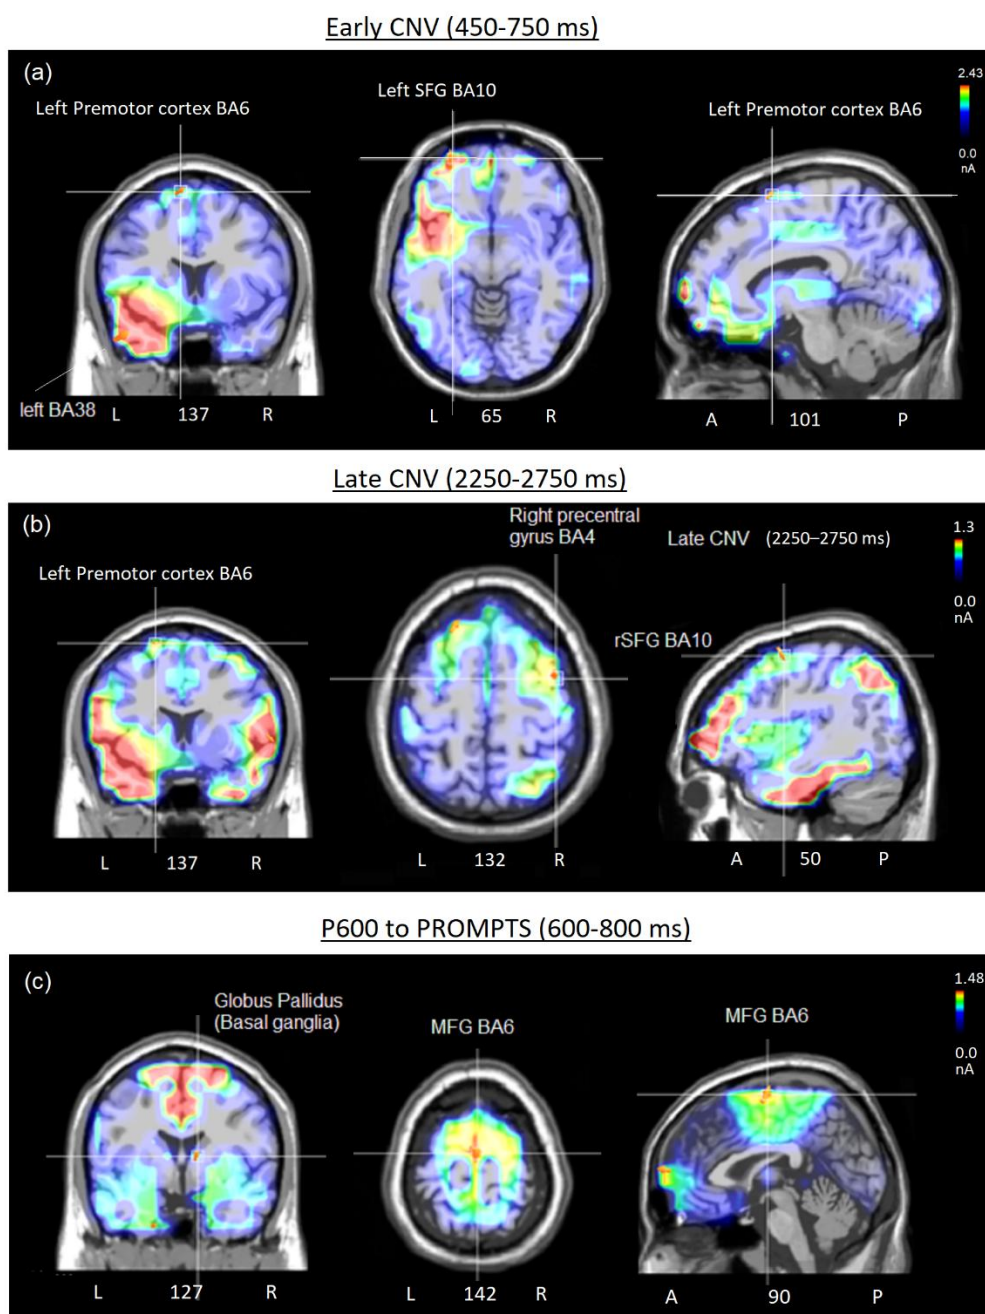 Early CNV (450-750 ms)
(a)
Left Premotor cortex BA6
Left SFG BA10
Left Premotor cortex BA6
2.43
0.0
nA
left BA38
L 137 R
L 65 R
A 101 P
Late CNV (2250-2750 ms)
(b)
Left Premotor cortex BA6
Right precentral
gyrus BA4
Late CNV (2250–2750 ms)
1.3
0.0
nA
rSFG BA10
L 137 R
L 132 R
A 50 P
P600 to PROMPTS (600-800 ms)
(c)
Globus Pallidus
(Basal ganglia)
MFG BA6
MFG BA6
1.48
0.0
nA
L 127 R
L 142 R
A 90 P